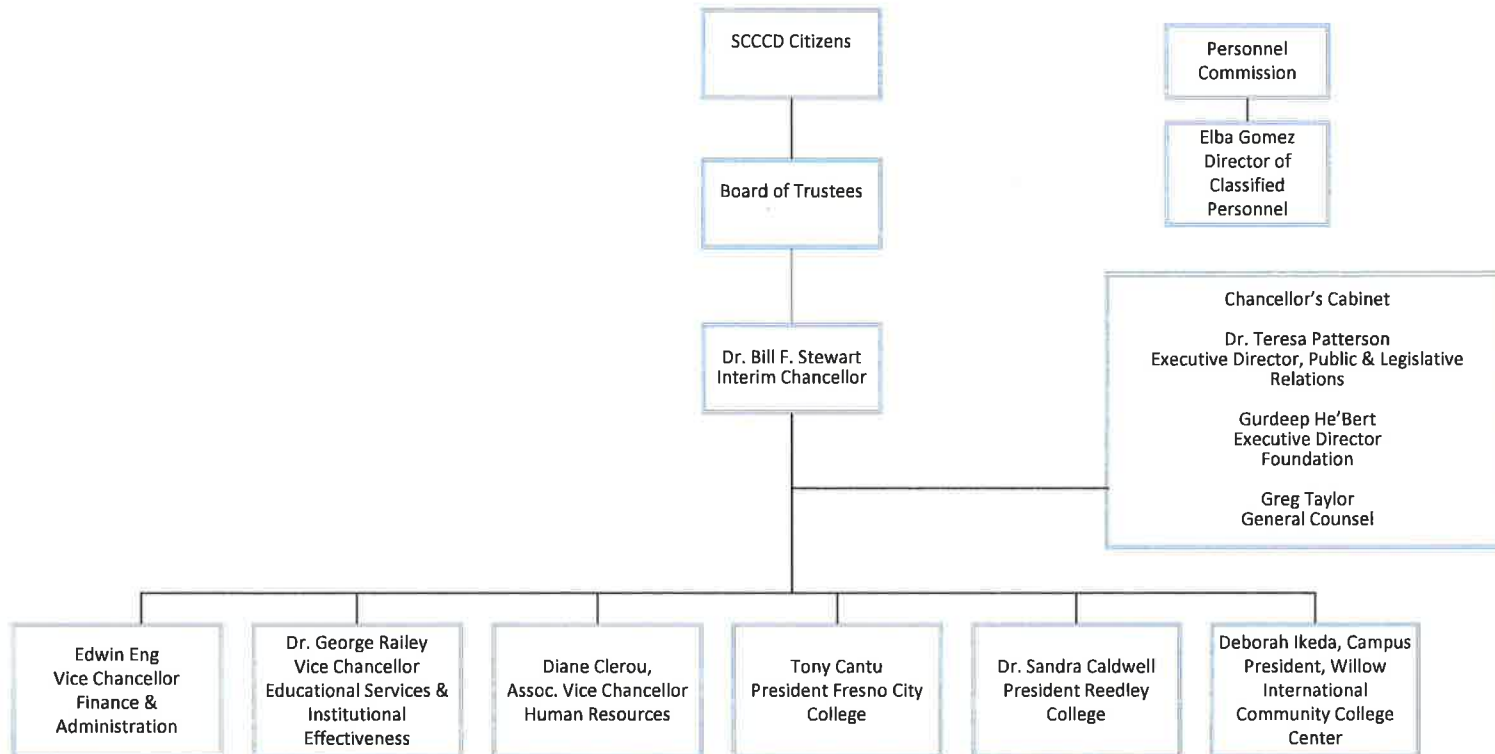 SCCCD Citizens
Personnel
Commission
Elba Gomez
Director of
Classified
Personnel
Board of Trustees
Dr. Bill F. Stewart
Interim Chancellor
Chancellor’s Cabinet
Dr. Teresa Patterson
Executive Director, Public & Legislative
Relations
Gurdeep He’Bert
Executive Director
Foundation
Greg Taylor
General Counsel
Edwin Eng
Vice Chancellor
Finance &
Administration
Dr. George Railey
Vice Chancellor
Educational Services &
Institutional
Effectiveness
Diane Clerou,
Assoc. Vice Chancellor
Human Resources
Tony Cantu
President Fresno City
College
Dr. Sandra Caldwell
President Reedley
College
Deborah Ikeda, Campus
President, Willow
International
Community College
Center